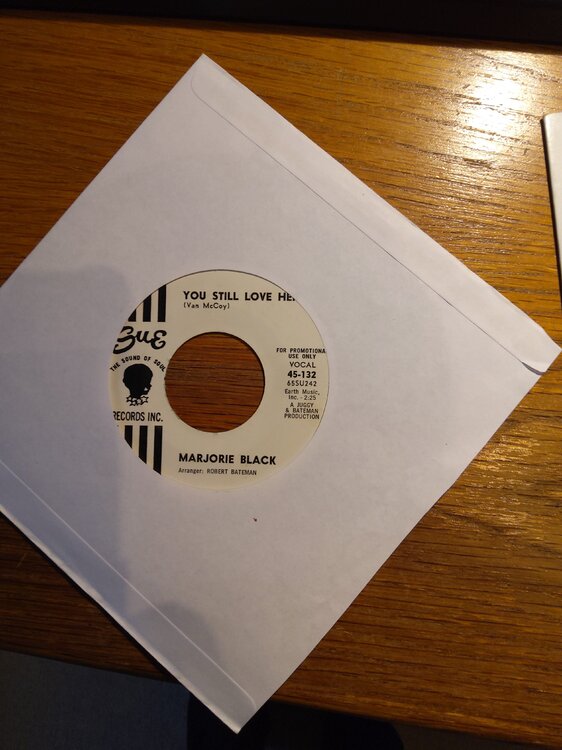 YOU STILL LOVE HE
(Van McCoy)
Sue
THE SOUND OF SOUL
RECORDS INC.
FOR PROMOTIONA
USE ONLY
VOCAL
45-132
65SU242
Earth Music,
Inc. - 2:25
A JUGGY
& BATEMAN
PRODUCTION
MARJORIE BLACK
Arranger: ROBERT BATEMAN